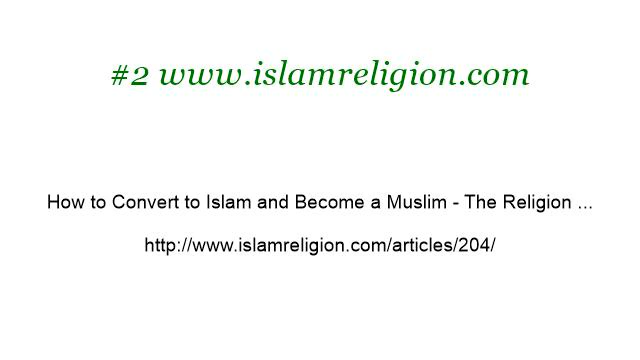 #2 www.islamreligion.com
How to Convert to Islam and Become a Muslim - The Religion ...
http://www.islamreligion.com/articles/204/